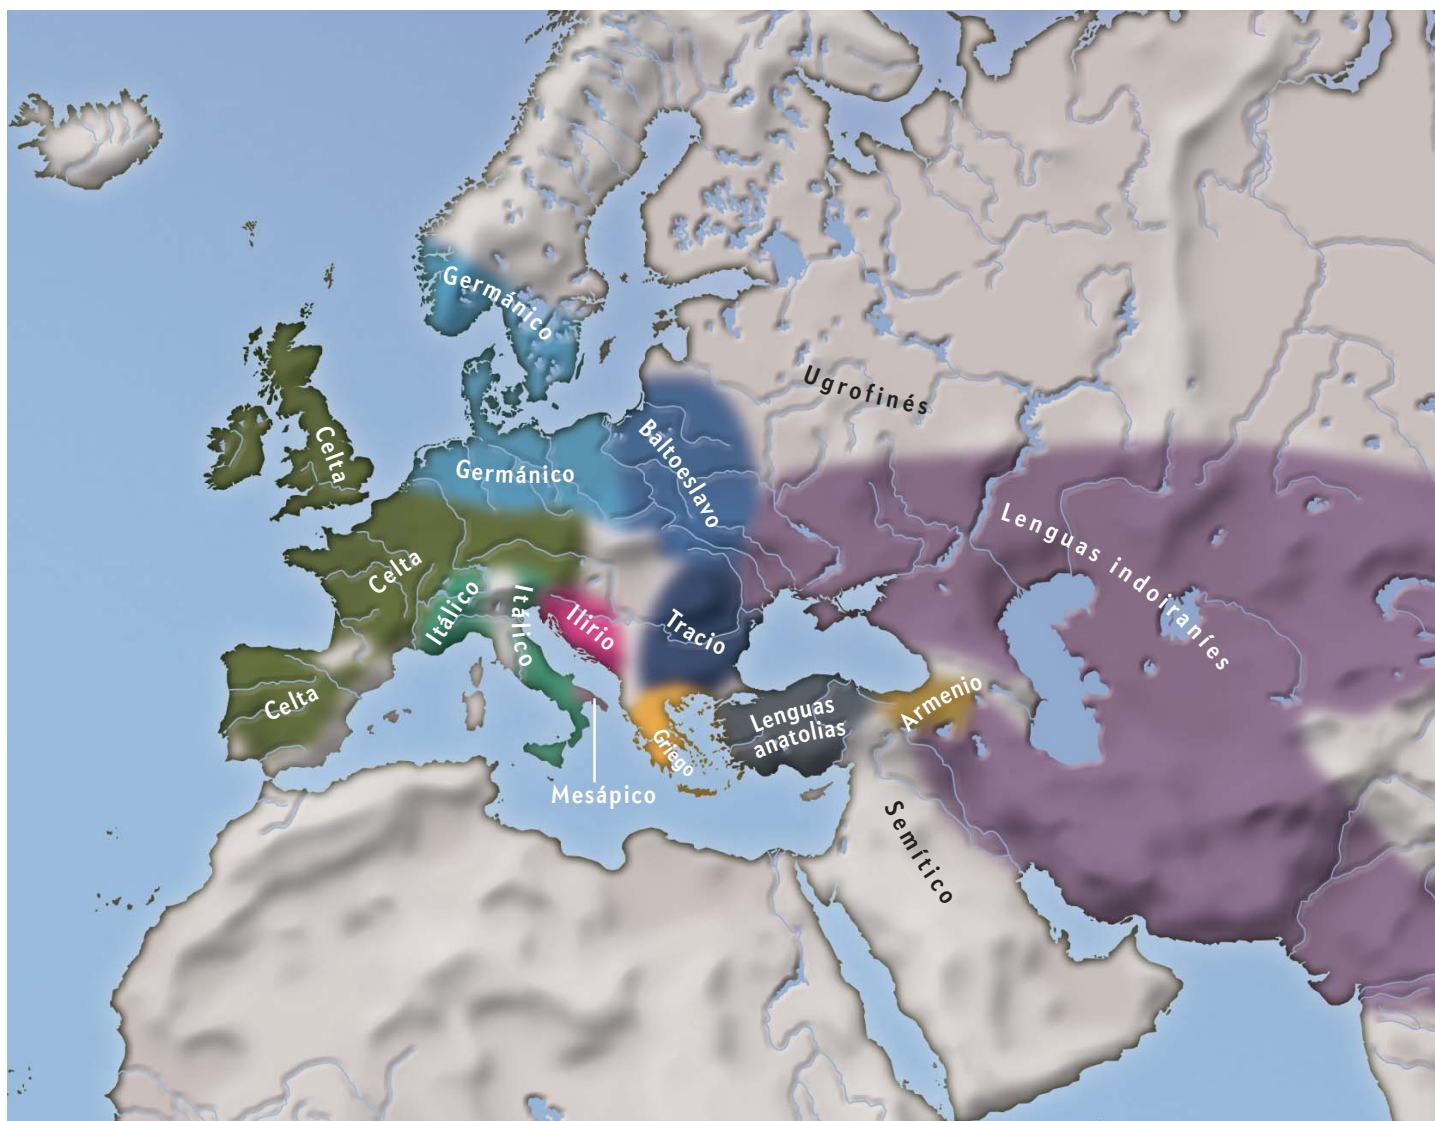 Germánico
Ugrofinés
Celta
Germánico
Baltoeslavo
Lenguas indoiraníes
Celta
Itálico
Itálico
Ilirio
Tracio
Celta
Lenguas
anatolias
Armenio
Griego
Mesápico
Semítico